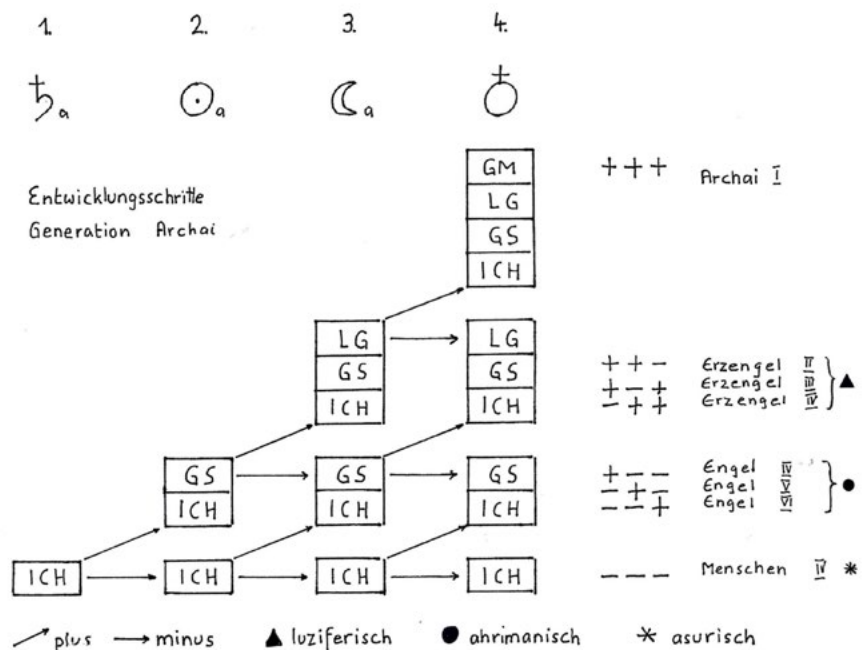 1. 2. 3. 4.
a a a
GM +++ Archai I
Entwicklungsschritte
LG
Generation Archai
GS
ICH
LG LG ++- Erzengel II
GS GS +-+ Erzengel III
ICH ICH -++ Erzengel IV
GS GS GS +-- Engel IV
-+- Engel V
ICH ICH ICH --+ Engel VI
ICH ICH ICH ICH --- Menschen IV *
plus minus luziferisch ahrimanisch * asurisch